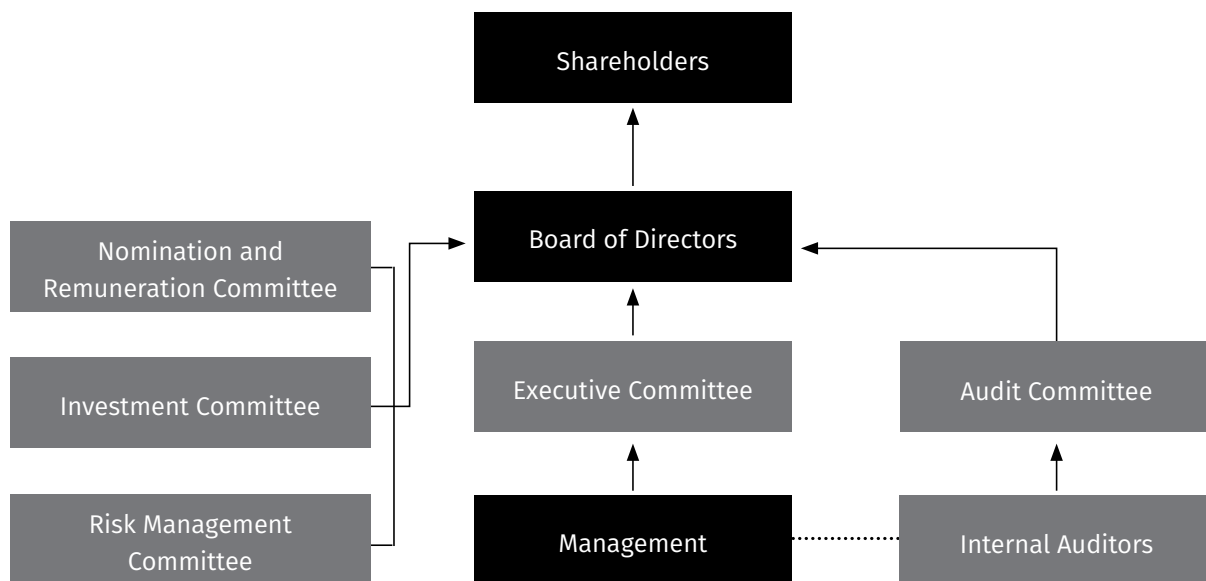 Shareholders
Board of Directors
Nomination and
Remuneration Committee
Investment Committee
Executive Committee
Audit Committee
Risk Management
Committee
Management
Internal Auditors